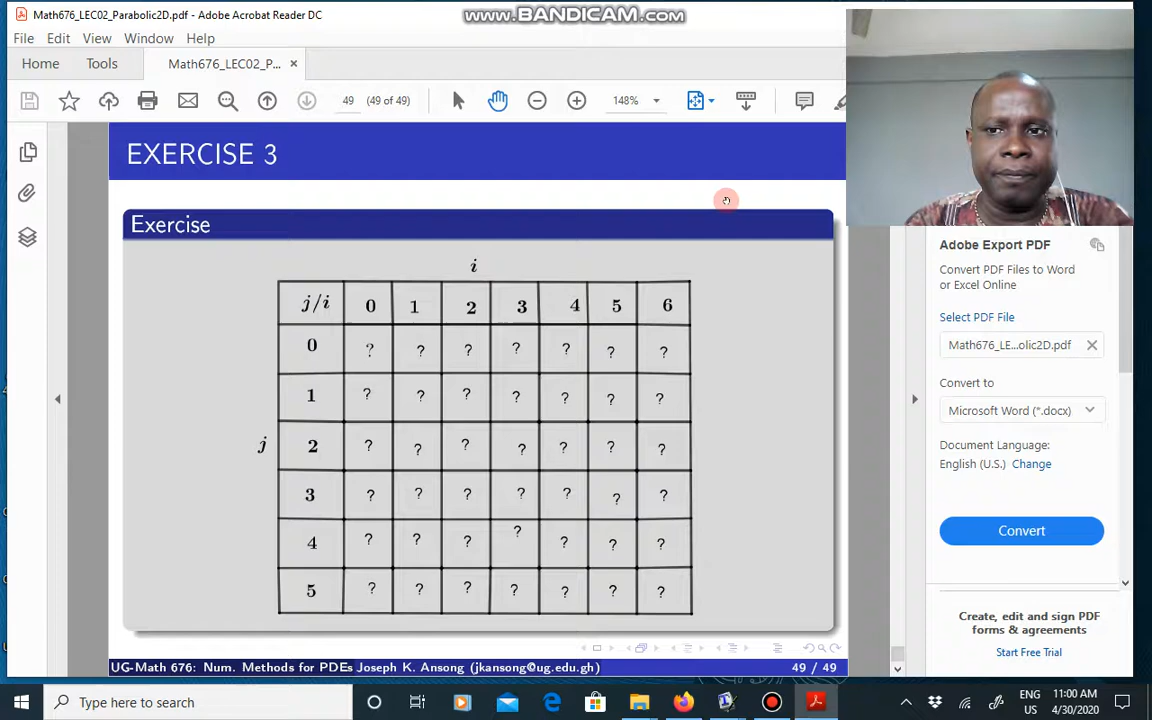 Math676_LEC02_Parabolic2D.pdf - Adobe Acrobat Reader DC
www.BANDICAM.com
File Edit View Window Help
Home Tools Math676_LEC02_P... ×
49 (49 of 49) 148%
EXERCISE 3
Exercise
i
j/i 0 1 2 3 4 5 6
0 ? ? ? ? ? ? ?
1 ? ? ? ? ? ? ?
j 2 ? ? ? ? ? ? ?
3 ? ? ? ? ? ? ?
4 ? ? ? ? ? ? ?
5 ? ? ? ? ? ? ?
UG-Math 676: Num. Methods for PDEs Joseph K. Ansong (jkansong@ug.edu.gh) 49 / 49
Adobe Export PDF
Convert PDF Files to Word
or Excel Online
Select PDF File
Math676_LE...olic2D.pdf ×
Convert to
Microsoft Word (*.docx)
Document Language:
English (U.S.) Change
Convert
Create, edit and sign PDF
forms & agreements
Start Free Trial
Type here to search
ENG
US
11:00 AM
4/30/2020